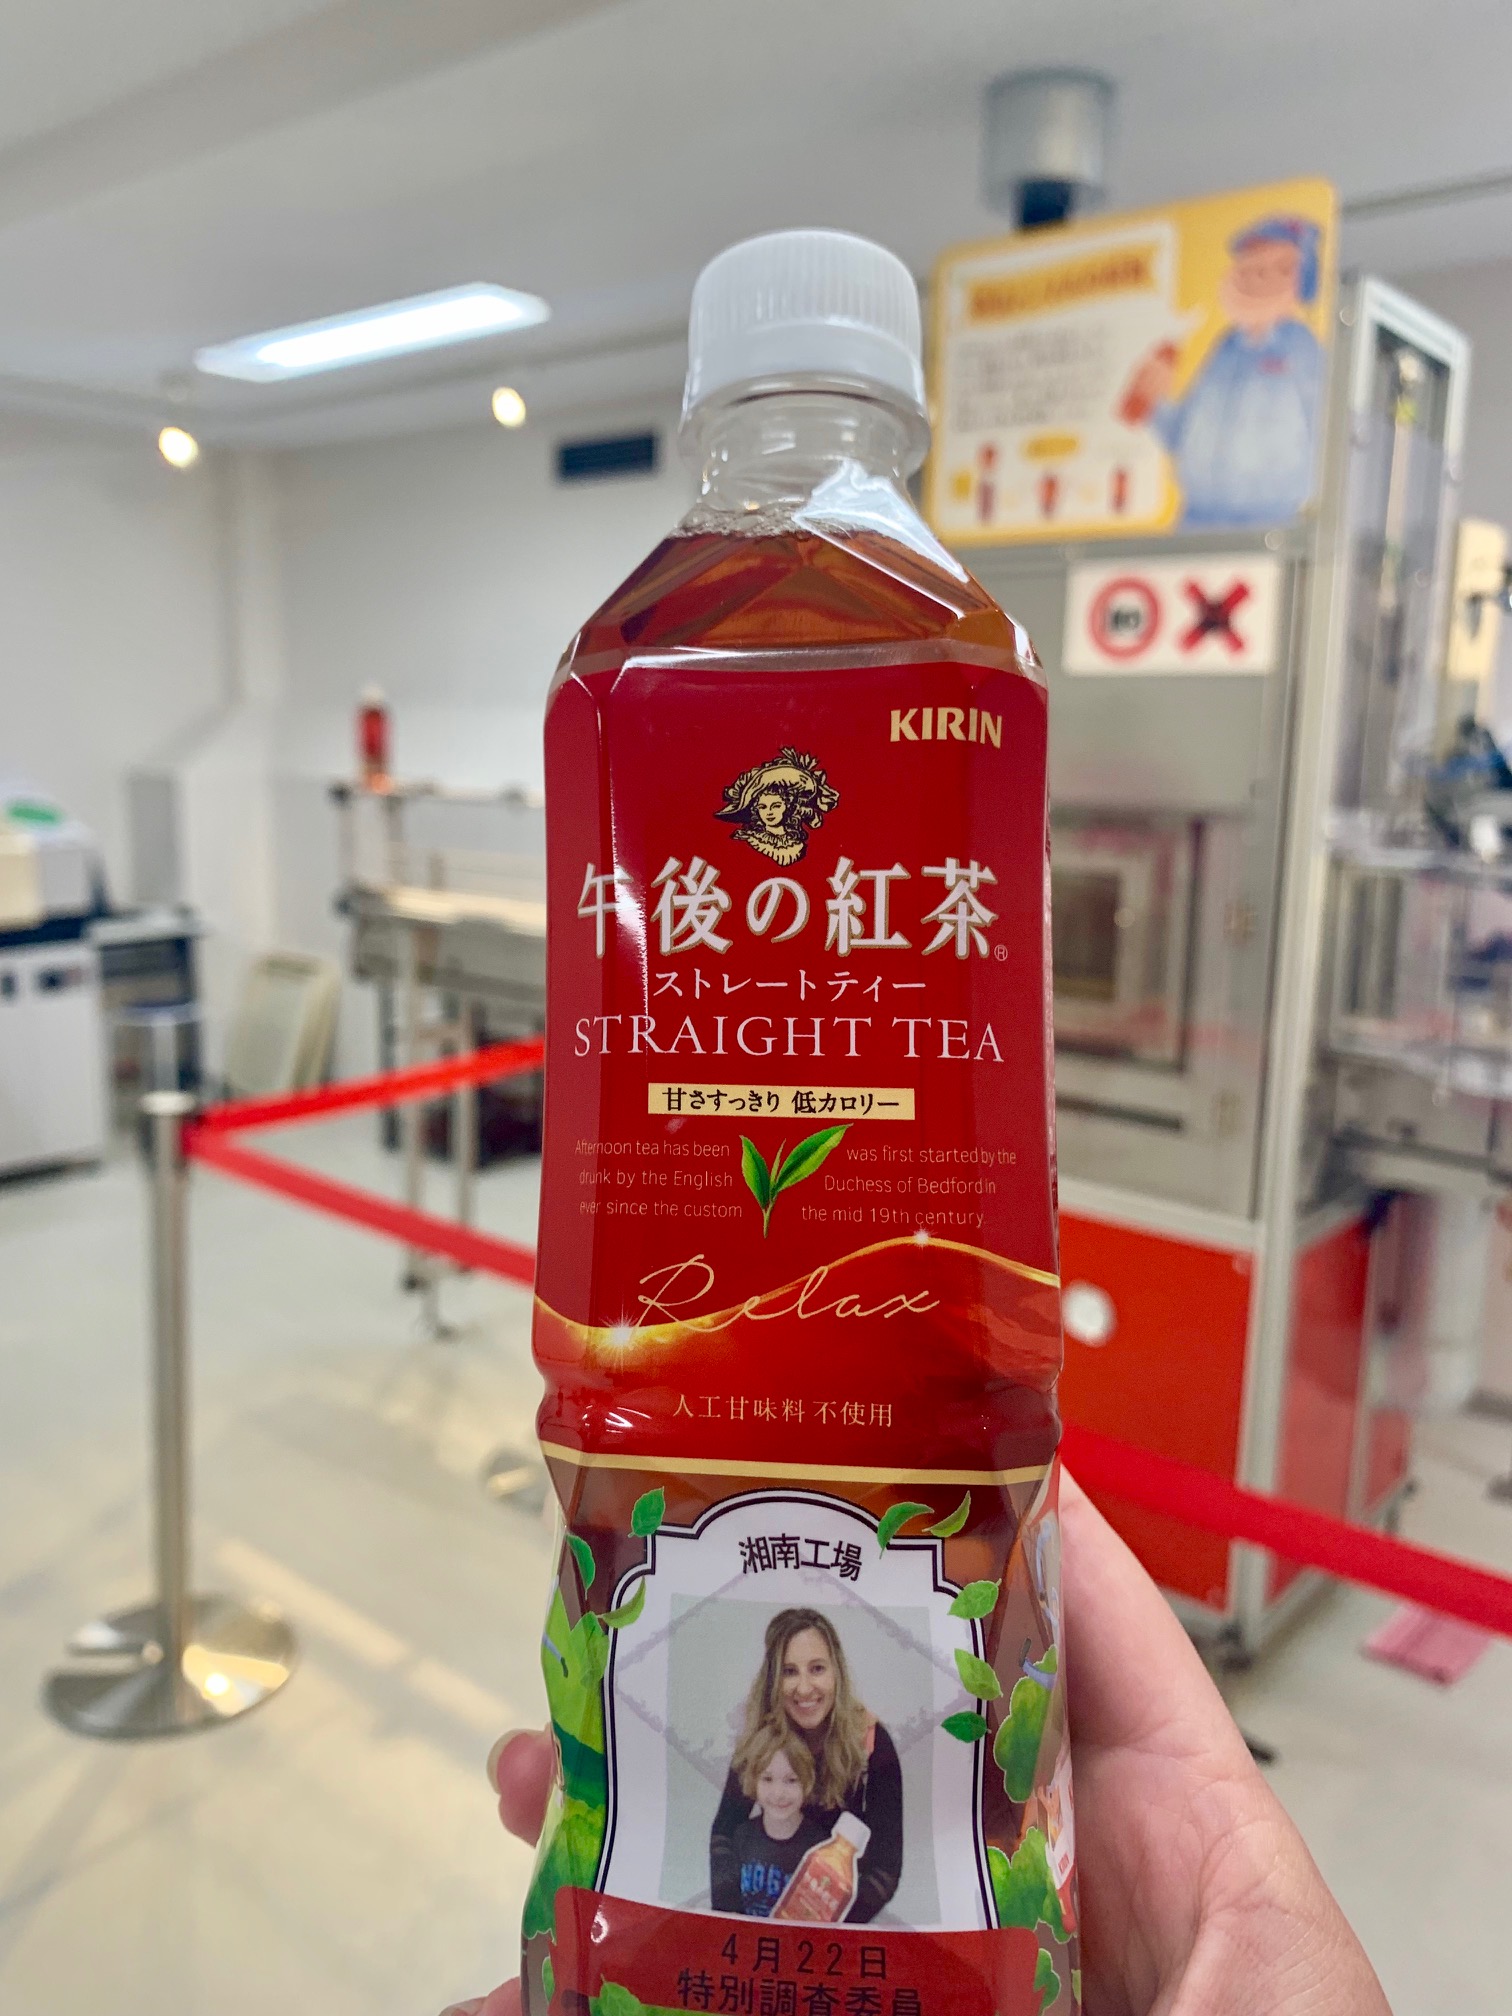 KIRIN
午後の紅茶®
ストレートティー
STRAIGHT TEA
甘さすっきり 低カロリー
Afternoon tea has been
drunk by the English
ever since the custom
was first started by the
Duchess of Bedford in
the mid 19th century.
Relax
人工甘味料不使用
湘南工場
4月22日
特別調査委員